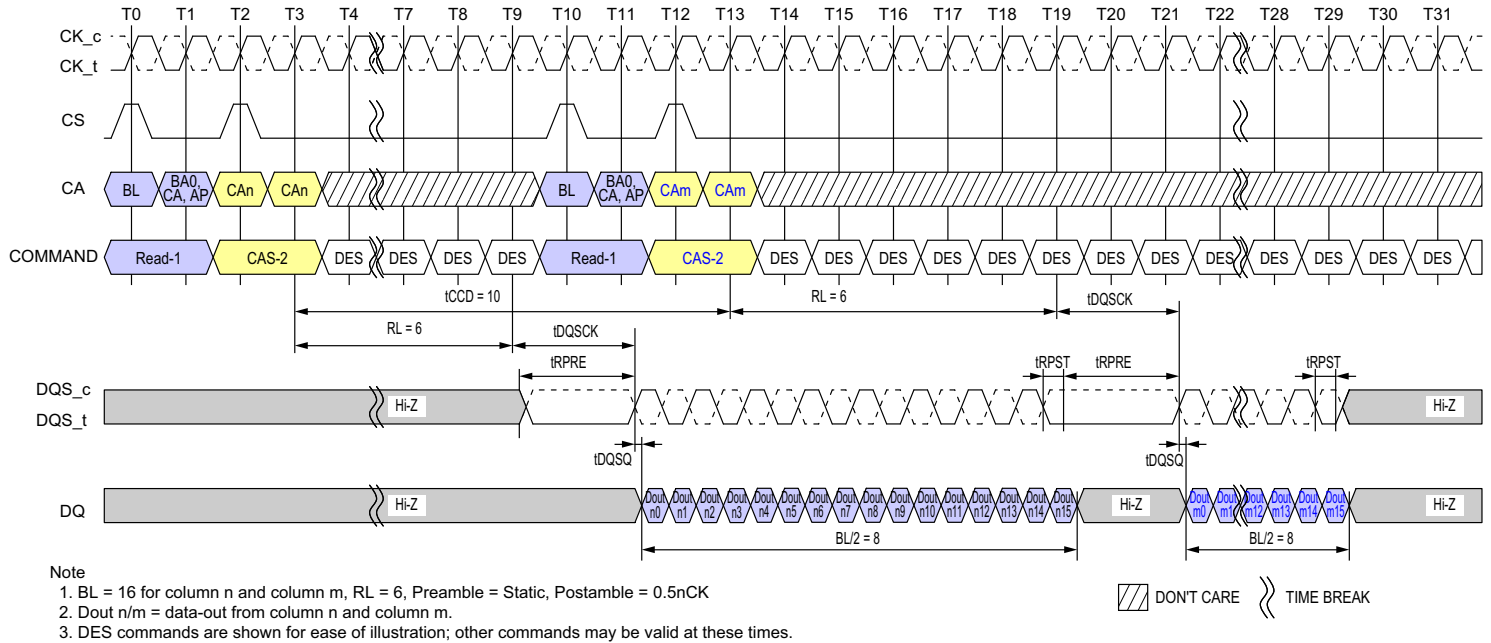 T0 T1 T2 T3 T4 T7 T8 T9 T10 T11 T12 T13 T14 T15 T16 T17 T18 T19 T20 T21 T22 T28 T29 T30 T31
CK_c
CK_t
CS
CA BL BA0, CA, AP CAn CAn BL BA0, CA, AP CAm CAm
COMMAND Read-1 CAS-2 DES DES DES DES Read-1 CAS-2 DES DES DES DES DES DES DES DES DES DES DES DES DES
tCCD = 10 RL = 6 tDQSCK
RL = 6 tDQSCK
tRPRE tRPST tRPRE tRPST
DQS_c
DQS_t
Hi-Z Hi-Z
tDQSQ tDQSQ
DQ Hi-Z Dout n0 Dout n1 Dout n2 Dout n3 Dout n4 Dout n5 Dout n6 Dout n7 Dout n8 Dout n9 Dout n10 Dout n11 Dout n12 Dout n13 Dout n14 Dout n15 Hi-Z Dout m0 Dout m1 Dout m12 Dout m13 Dout m14 Dout m15 Hi-Z
BL/2 = 8 BL/2 = 8
Note
1. BL = 16 for column n and column m, RL = 6, Preamble = Static, Postamble = 0.5nCK
2. Dout n/m = data-out from column n and column m.
3. DES commands are shown for ease of illustration; other commands may be valid at these times.
DON'T CARE TIME BREAK